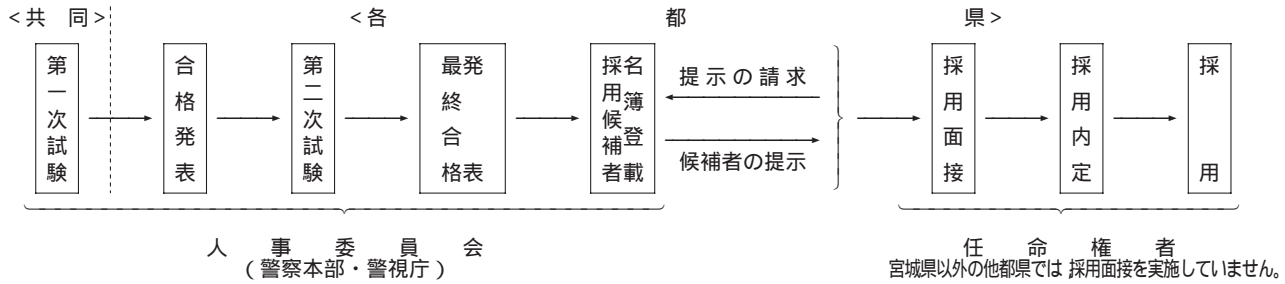 <共　同>
<各　都　県>
第一次試験
合格発表
第二次試験
最終合格
発表
採用候補者
名簿登載
提示の請求
候補者の提示
採用面接
採用内定
採用
人事委員会
(警察本部・警視庁)
任命権者
宮城県以外の他都県では,採用面接を実施していません。